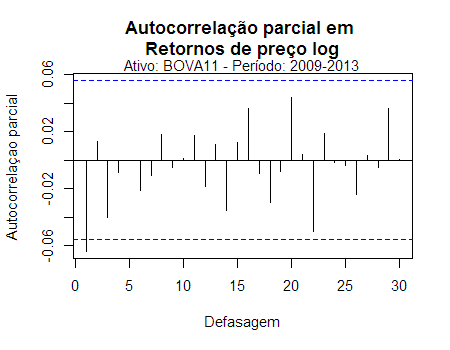 Autocorrelação parcial em
Retornos de preço log
Ativo: BOVA11 - Período: 2009-2013
Autocorrelaçao parcial
0.06
0.02
-0.02
-0.06
0 5 10 15 20 25 30
Defasagem